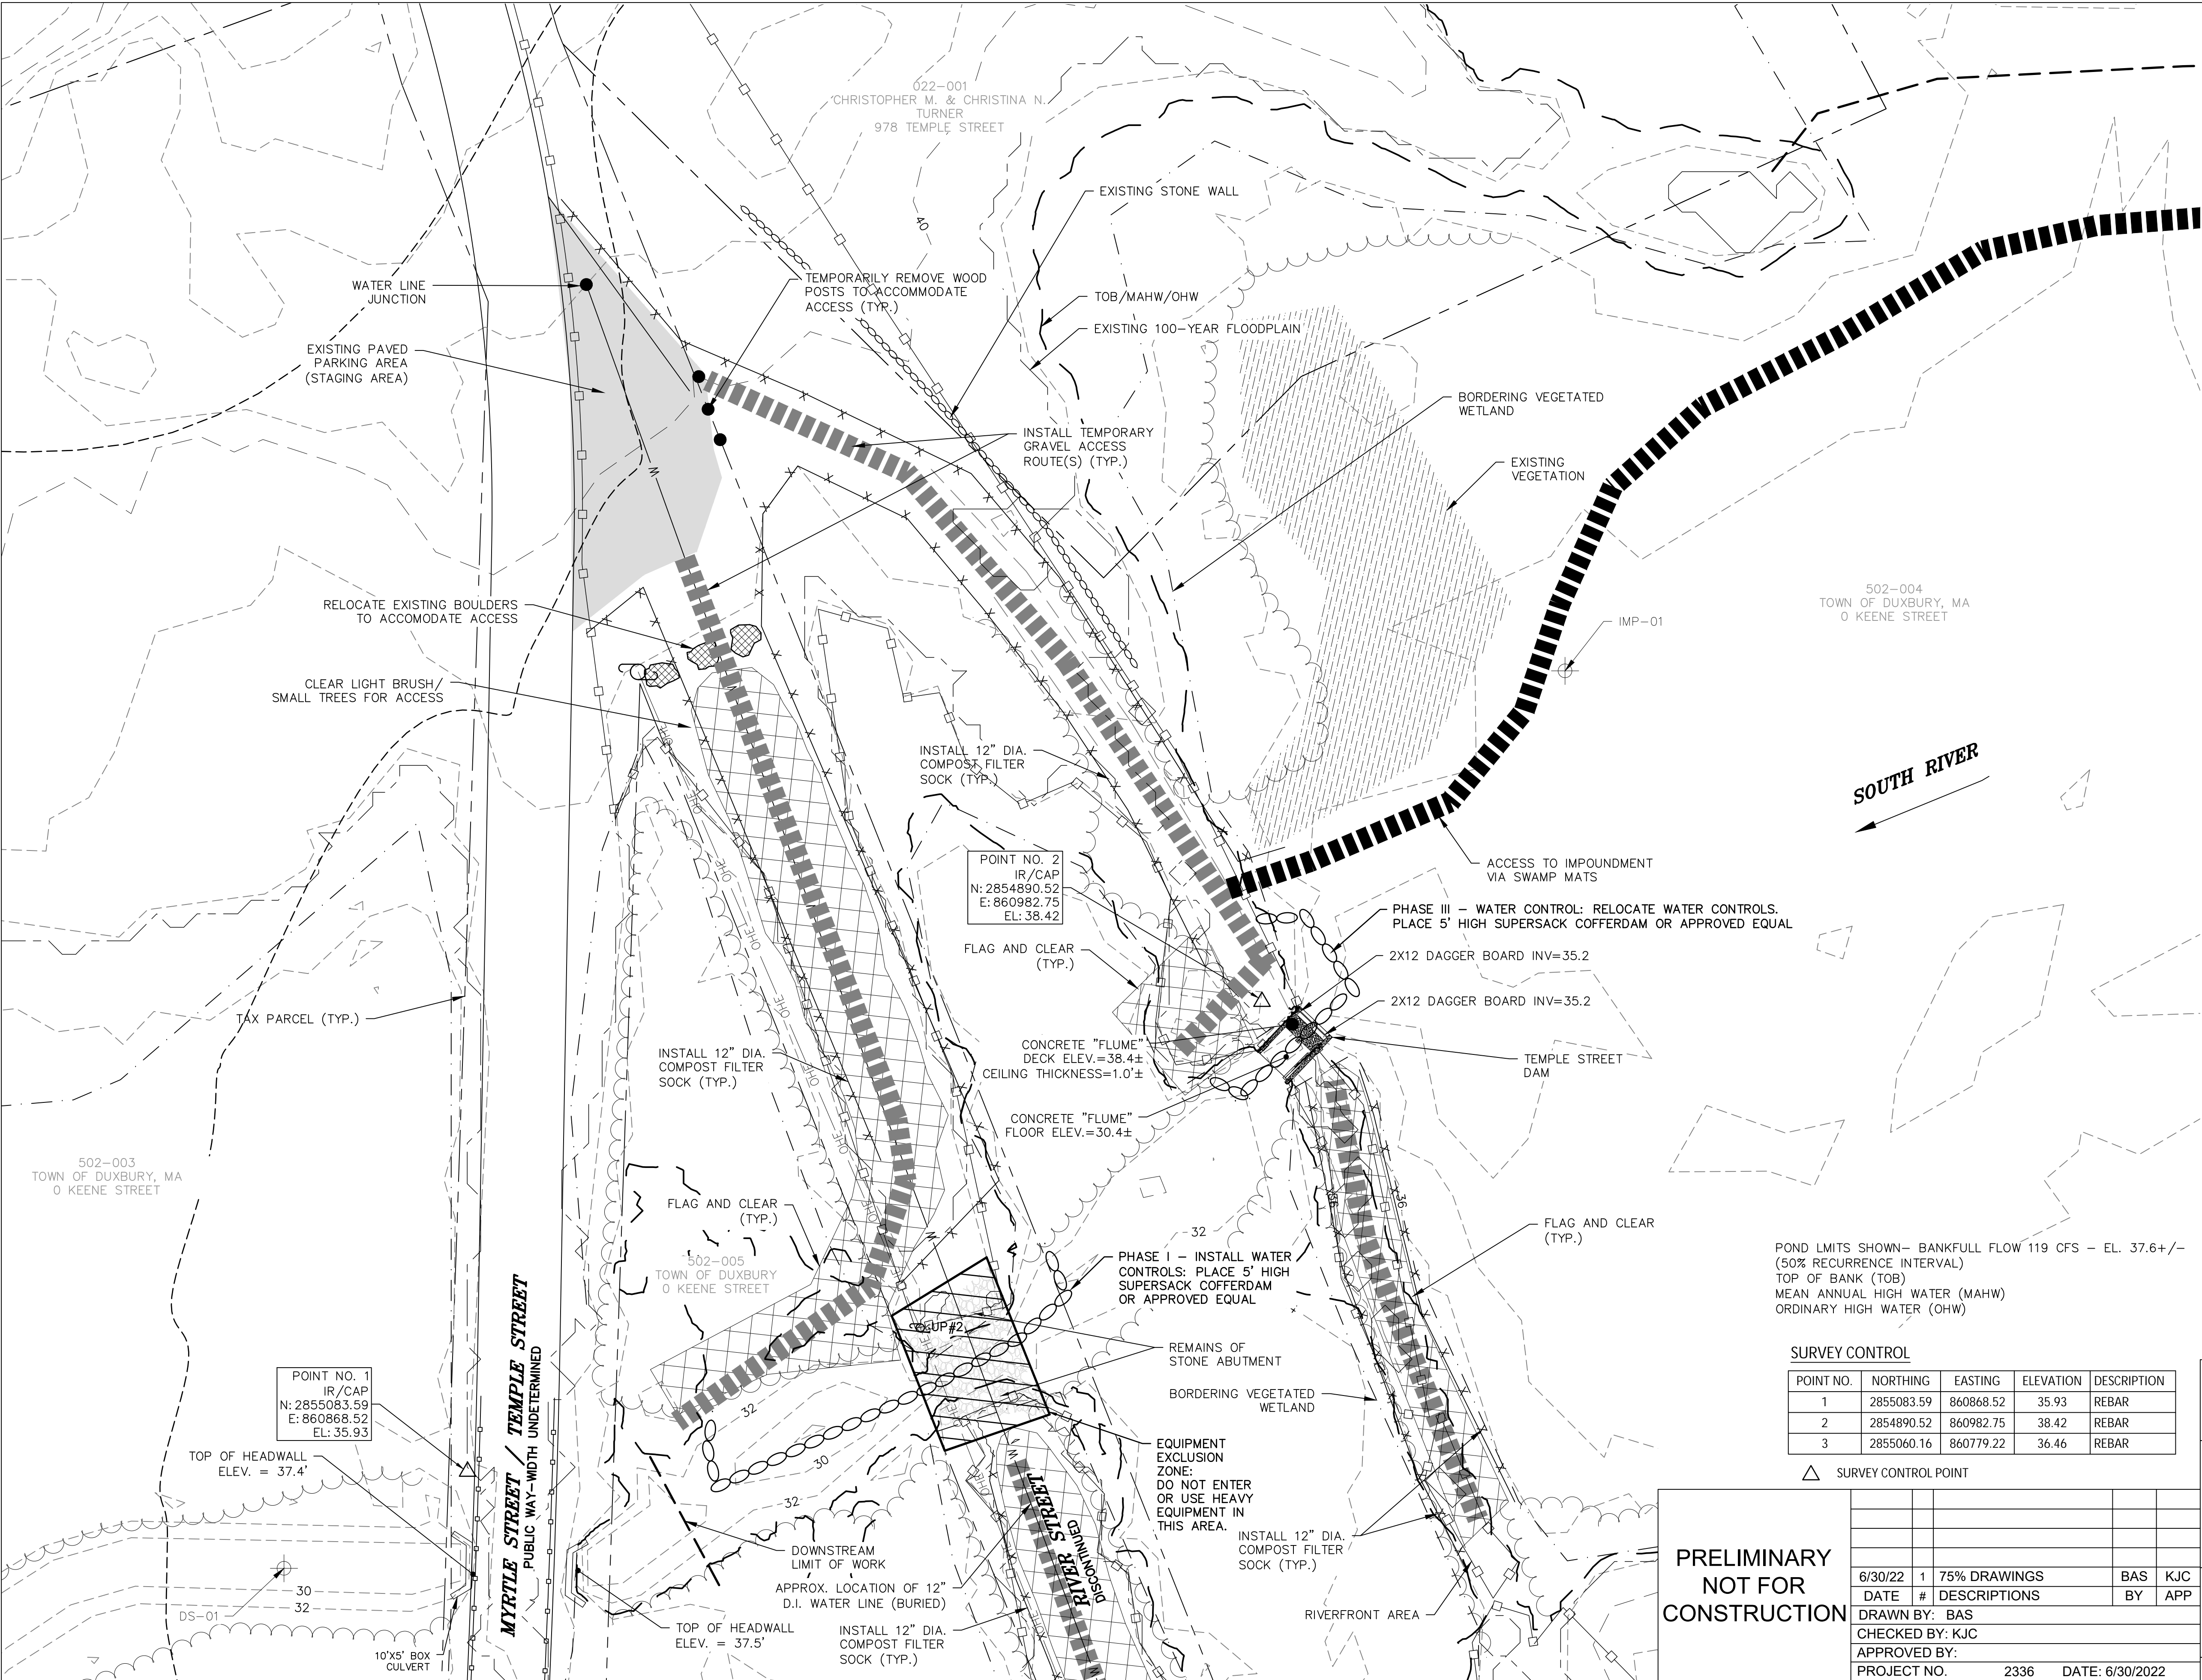 022-001
CHRISTOPHER M. & CHRISTINA N.
TURNER
978 TEMPLE STREET
EXISTING STONE WALL
40
WATER LINE
JUNCTION
TEMPORARILY REMOVE WOOD
POSTS TO ACCOMMODATE
ACCESS (TYP.)
TOB/MAHW/OHW
EXISTING 100-YEAR FLOODPLAIN
EXISTING PAVED
PARKING AREA
(STAGING AREA)
BORDERING VEGETATED
WETLAND
INSTALL TEMPORARY
GRAVEL ACCESS
ROUTE(S) (TYP.)
EXISTING
VEGETATION
W
RELOCATE EXISTING BOULDERS
TO ACCOMODATE ACCESS
502-004
TOWN OF DUXBURY, MA
0 KEENE STREET
IMP-01
CLEAR LIGHT BRUSH/
SMALL TREES FOR ACCESS
INSTALL 12" DIA.
COMPOST FILTER
SOCK (TYP.)
SOUTH RIVER
OHE
OHE
OHE
OHE
OHE
OHE
POINT NO. 2
IR/CAP
N: 2854890.52
E: 860982.75
EL: 38.42
ACCESS TO IMPOUNDMENT
VIA SWAMP MATS
PHASE III - WATER CONTROL: RELOCATE WATER CONTROLS.
PLACE 5' HIGH SUPERSACK COFFERDAM OR APPROVED EQUAL
FLAG AND CLEAR
(TYP.)
2X12 DAGGER BOARD INV=35.2
2X12 DAGGER BOARD INV=35.2
TAX PARCEL (TYP.)
CONCRETE "FLUME"
DECK ELEV.=38.4±
CEILING THICKNESS=1.0'±
TEMPLE STREET
DAM
INSTALL 12" DIA.
COMPOST FILTER
SOCK (TYP.)
CONCRETE "FLUME"
FLOOR ELEV.=30.4±
502-003
TOWN OF DUXBURY, MA
0 KEENE STREET
FLAG AND CLEAR
(TYP.)
36
36
32
FLAG AND CLEAR
(TYP.)
502-005
TOWN OF DUXBURY
0 KEENE STREET
PHASE I - INSTALL WATER
CONTROLS: PLACE 5' HIGH
SUPERSACK COFFERDAM
OR APPROVED EQUAL
POND LMITS SHOWN- BANKFULL FLOW 119 CFS - EL. 37.6+/-
(50% RECURRENCE INTERVAL)
TOP OF BANK (TOB)
MEAN ANNUAL HIGH WATER (MAHW)
ORDINARY HIGH WATER (OHW)
UP#2
REMAINS OF
STONE ABUTMENT
SURVEY CONTROL
POINT NO. NORTHING EASTING ELEVATION DESCRIPTION
1 2855083.59 860868.52 35.93 REBAR
2 2854890.52 860982.75 38.42 REBAR
3 2855060.16 860779.22 36.46 REBAR
SURVEY CONTROL POINT
POINT NO. 1
IR/CAP
N: 2855083.59
E: 860868.52
EL: 35.93
MYRTLE STREET / TEMPLE STREET
PUBLIC WAY-WIDTH UNDETERMINED
BORDERING VEGETATED
WETLAND
32
30
32
EQUIPMENT
EXCLUSION
ZONE:
DO NOT ENTER
OR USE HEAVY
EQUIPMENT IN
THIS AREA.
TOP OF HEADWALL
ELEV. = 37.4'
RIVER STREET
DISCONTINUED
INSTALL 12" DIA.
COMPOST FILTER
SOCK (TYP.)
DOWNSTREAM
LIMIT OF WORK
APPROX. LOCATION OF 12"
D.I. WATER LINE (BURIED)
30
32
DS-01
TOP OF HEADWALL
ELEV. = 37.5'
INSTALL 12" DIA.
COMPOST FILTER
SOCK (TYP.)
RIVERFRONT AREA
10'X5' BOX
CULVERT
PRELIMINARY
NOT FOR
CONSTRUCTION
6/30/22 1 75% DRAWINGS BAS KJC
DATE # DESCRIPTIONS BY APP
DRAWN BY: BAS
CHECKED BY: KJC
APPROVED BY:
PROJECT NO. 2336 DATE: 6/30/2022